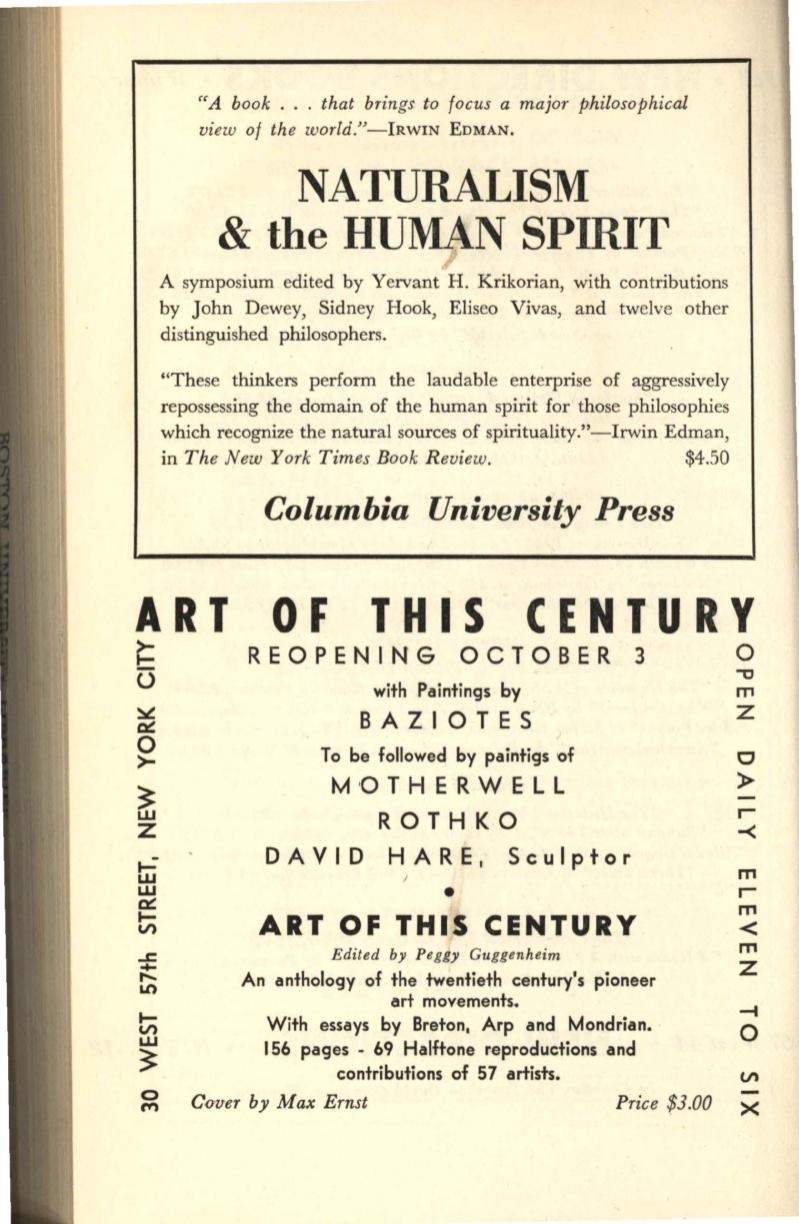 “A book . . . that brings to focus a major philosophical
view of the world.”—IRWIN EDMAN.
NATURALISM
& the HUMAN SPIRIT
A symposium edited by Yervant H. Krikorian, with contributions
by John Dewey, Sidney Hook, Eliseo Vivas, and twelve other
distinguished philosophers.
“These thinkers perform the laudable enterprise of aggressively
repossessing the domain of the human spirit for those philosophies
which recognize the natural sources of spirituality.”—Irwin Edman,
in The New York Times Book Review. $4.50
Columbia University Press
ART OF THIS CENTURY
30 WEST 57th STREET, NEW YORK CITY
REOPENING OCTOBER 3
with Paintings by
BAZIOTES
To be followed by paintigs of
MOTHERWELL
ROTHKO
DAVID HARE, Sculptor
•
ART OF THIS CENTURY
Edited by Peggy Guggenheim
An anthology of the twentieth century's pioneer
art movements.
With essays by Breton, Arp and Mondrian.
156 pages - 69 Halftone reproductions and
contributions of 57 artists.
Cover by Max Ernst Price $3.00
OPEN DAILY ELEVEN TO SIX